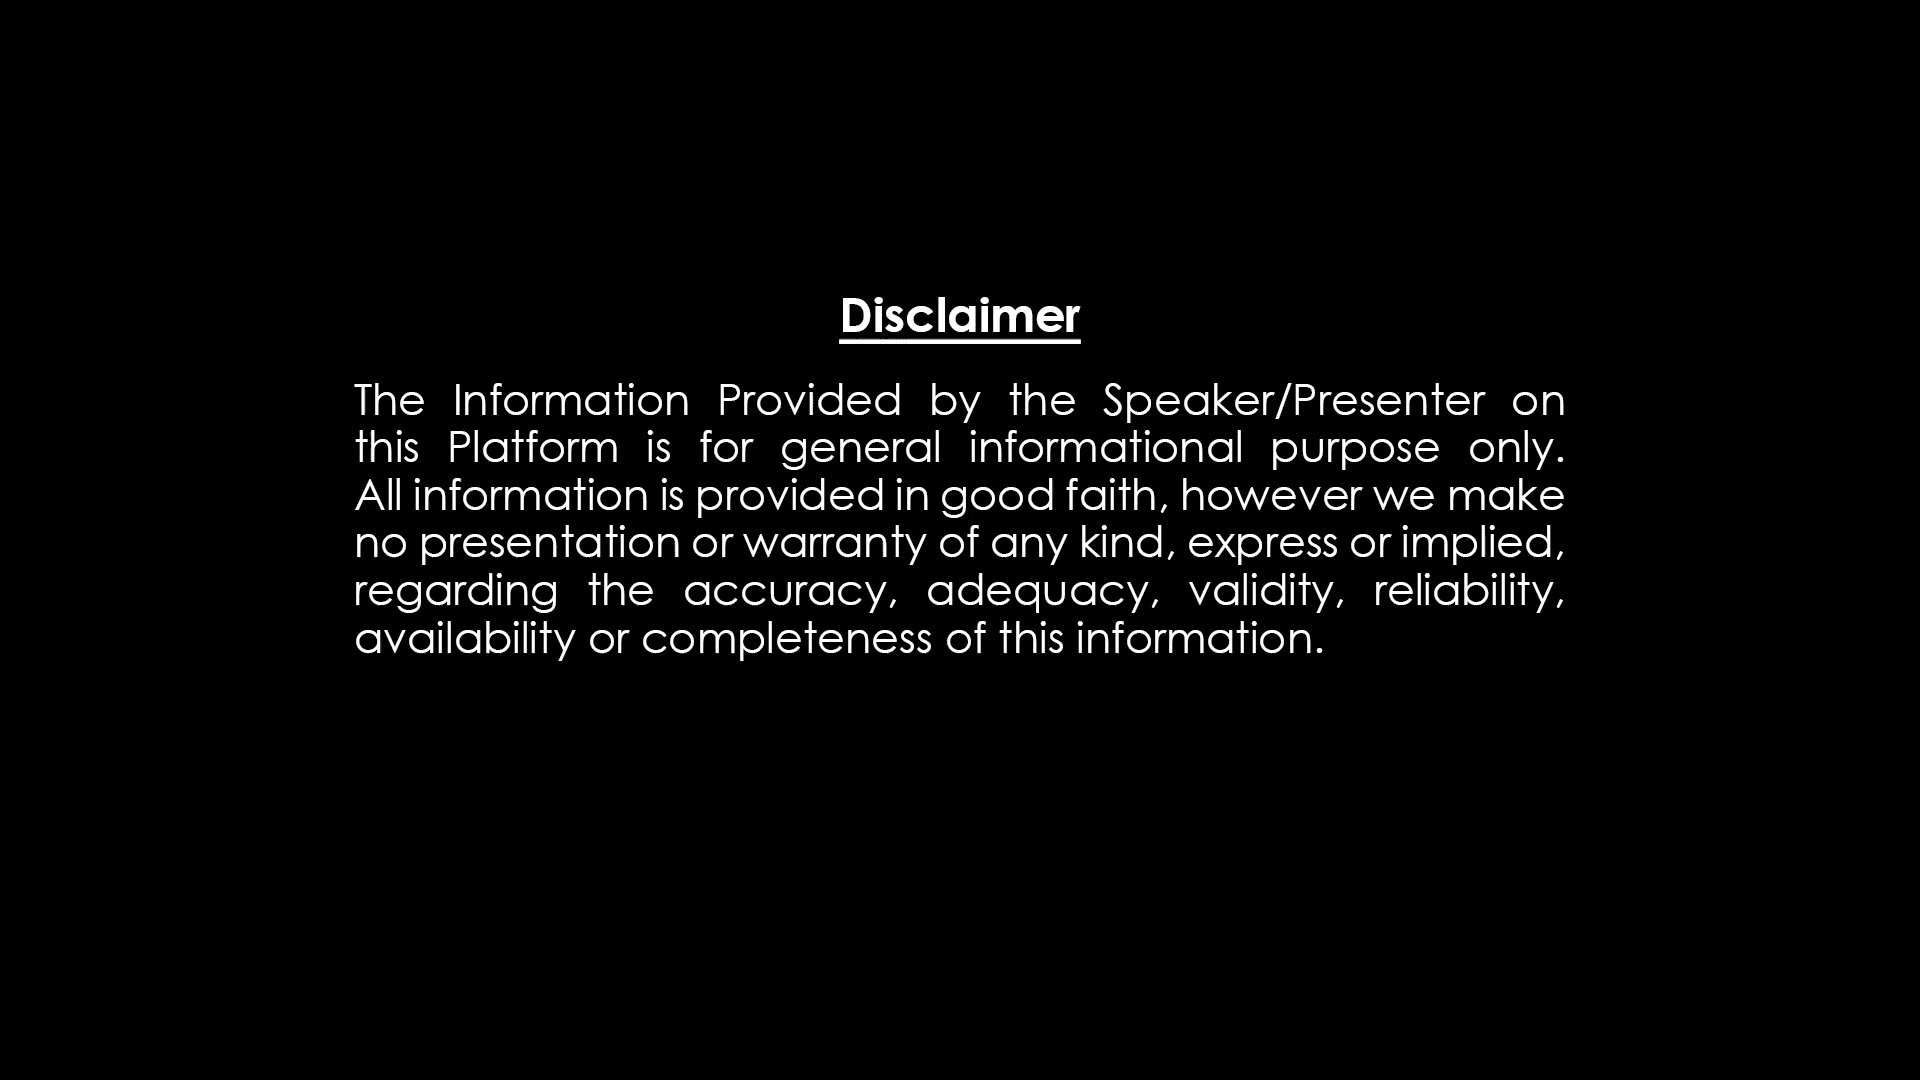 Disclaimer
The Information Provided by the Speaker/Presenter on
this Platform is for general informational purpose only.
All information is provided in good faith, however we make
no presentation or warranty of any kind, express or implied,
regarding the accuracy, adequacy, validity, reliability,
availability or completeness of this information.